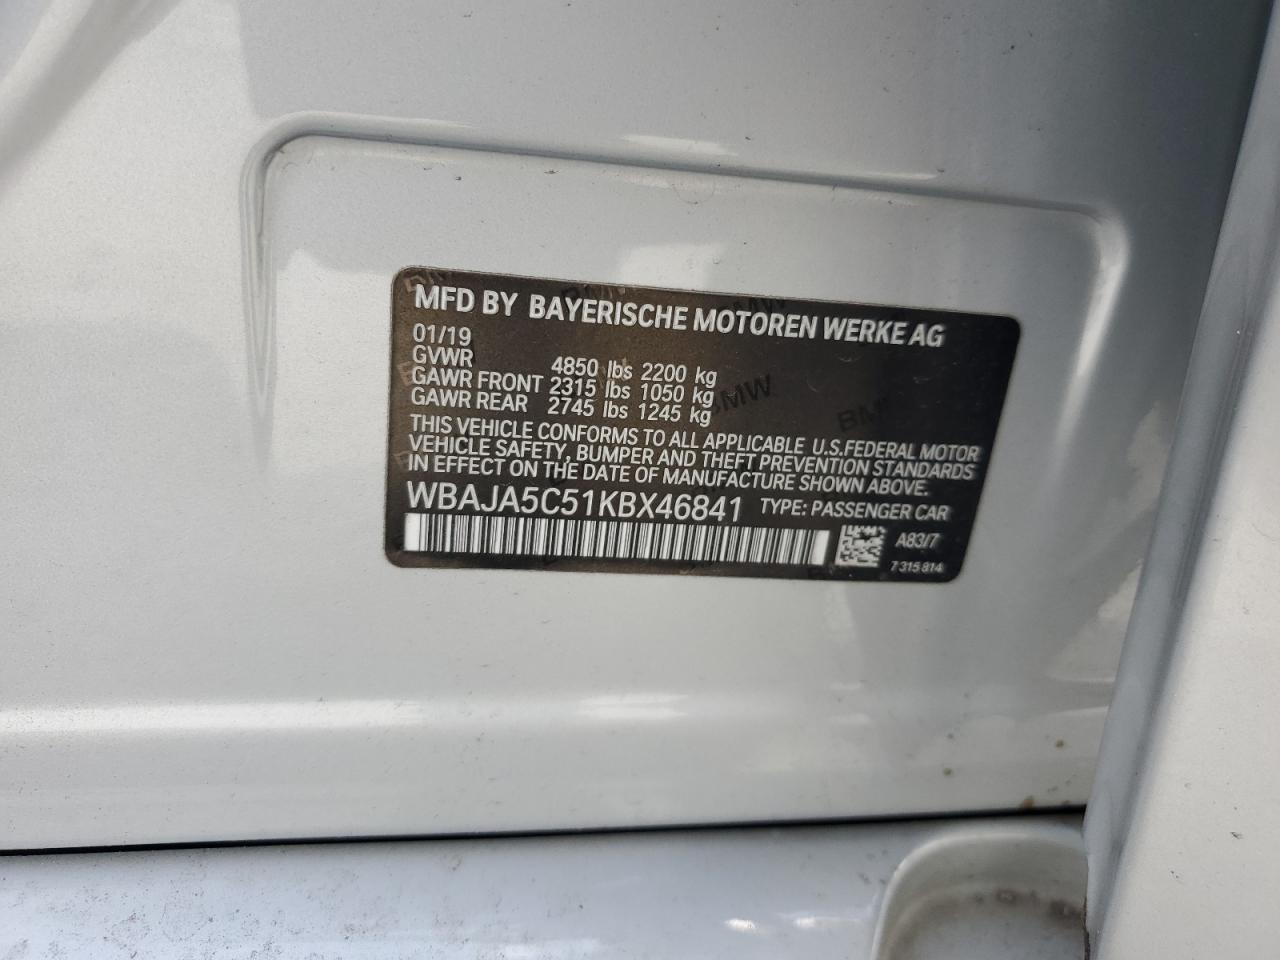 MFD BY BAYERISCHE MOTOREN WERKE AG
01/19
GVWR 4850 lbs 2200 kg
GAWR FRONT 2315 lbs 1050 kg
GAWR REAR 2745 lbs 1245 kg
THIS VEHICLE CONFORMS TO ALL APPLICABLE U.S.FEDERAL MOTOR
VEHICLE SAFETY, BUMPER AND THEFT PREVENTION STANDARDS
IN EFFECT ON THE DATE OF MANUFACTURE SHOWN ABOVE.
WBAJA5C51KBX46841 TYPE: PASSENGER CAR
A83/7
7 315 814
BMW